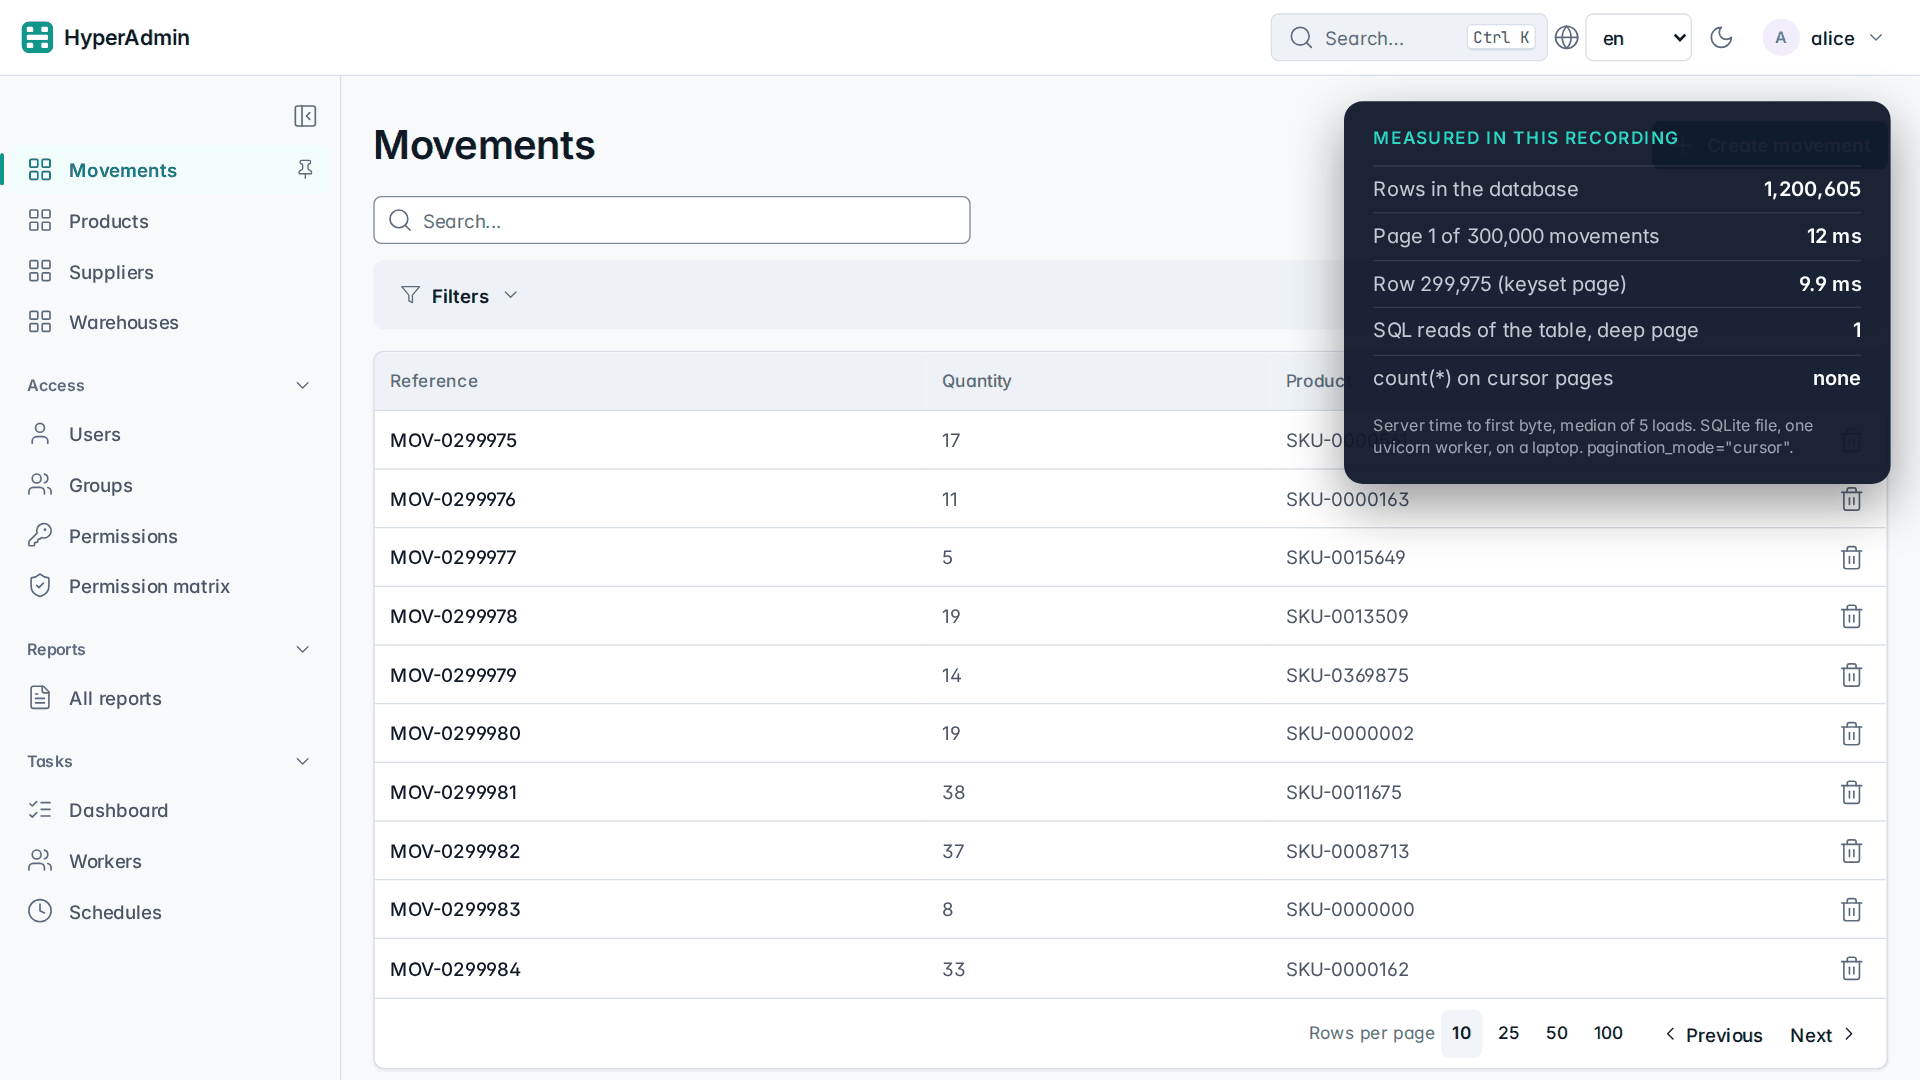 HyperAdmin
Search...
Ctrl K
en
A
alice
Movements
Products
Suppliers
Warehouses
Access
Users
Groups
Permissions
Permission matrix
Reports
All reports
Tasks
Dashboard
Workers
Schedules
Movements
Create movement
Search...
Filters
MEASURED IN THIS RECORDING
Rows in the database 1,200,605
Page 1 of 300,000 movements 12 ms
Row 299,975 (keyset page) 9.9 ms
SQL reads of the table, deep page 1
count(*) on cursor pages none
Server time to first byte, median of 5 loads. SQLite file, one
uvicorn worker, on a laptop. pagination_mode="cursor".
Reference Quantity Product
MOV-0299975 17
MOV-0299976 11 SKU-0000163
MOV-0299977 5 SKU-0015649
MOV-0299978 19 SKU-0013509
MOV-0299979 14 SKU-0369875
MOV-0299980 19 SKU-0000002
MOV-0299981 38 SKU-0011675
MOV-0299982 37 SKU-0008713
MOV-0299983 8 SKU-0000000
MOV-0299984 33 SKU-0000162
Rows per page 10 25 50 100 Previous Next